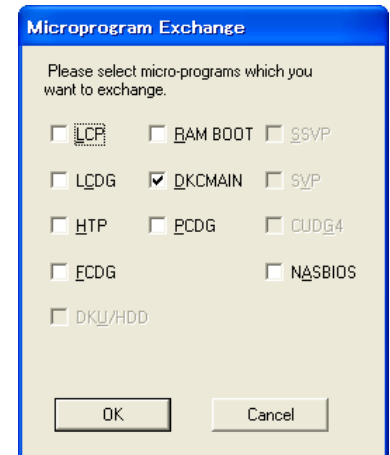 Microprogram Exchange
Please select micro-programs which you
want to exchange.
LCP RAM BOOT SSVP
LCDG DKCMAIN SVP
HTP PCDG CUDG4
FCDG NASBIOS
DKU/HDD
OK Cancel